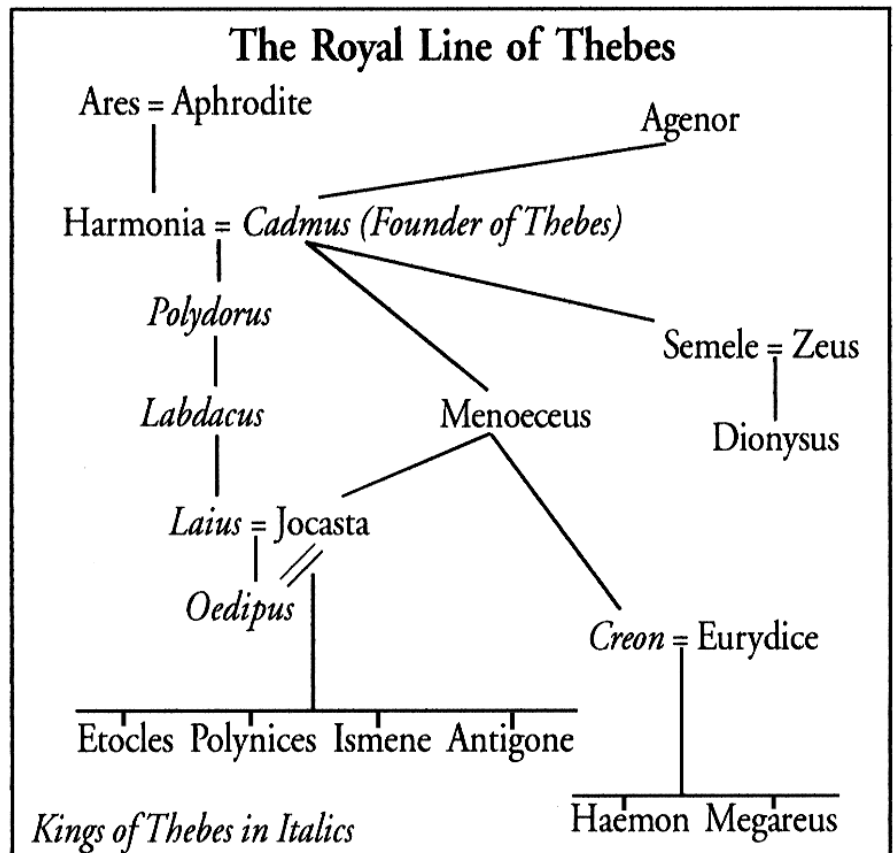 The Royal Line of Thebes
Ares = Aphrodite
Agenor
Harmonia = Cadmus (Founder of Thebes)
Polydorus
Semele = Zeus
Labdacus
Menoeceus
Dionysus
Laius = Jocasta
Oedipus
Creon = Eurydice
Etocles Polynices Ismene Antigone
Haemon Megareus
Kings of Thebes in Italics